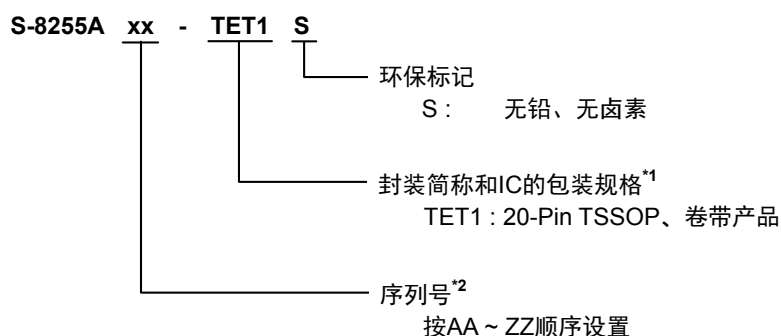 S-8255A xx - TET1 S
环保标记
S : 无铅、无卤素
封装简称和IC的包装规格*1
TET1 : 20-Pin TSSOP、卷带产品
序列号*2
按AA ~ ZZ顺序设置